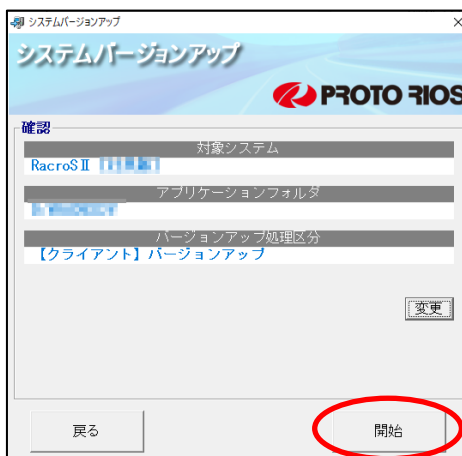 システムバージョンアップ
システムバージョンアップ
PROTO RIOS
確認
対象システム
RacroSⅡ
アプリケーションフォルダ
バージョンアップ処理区分
【クライアント】バージョンアップ
変更
戻る
開始